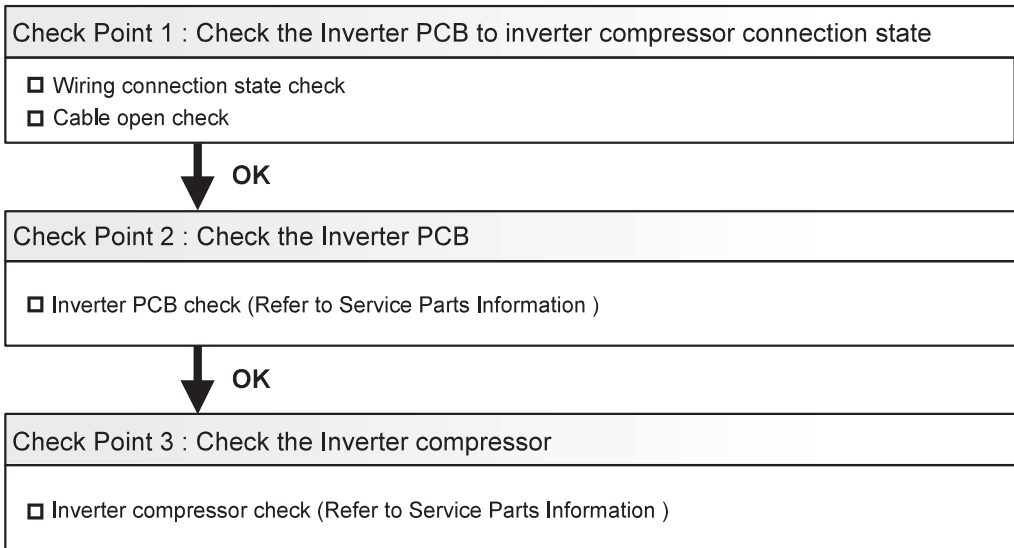 Check Point 1 : Check the Inverter PCB to inverter compressor connection state
Wiring connection state check
Cable open check
OK
Check Point 2 : Check the Inverter PCB
Inverter PCB check (Refer to Service Parts Information )
OK
Check Point 3 : Check the Inverter compressor
Inverter compressor check (Refer to Service Parts Information )